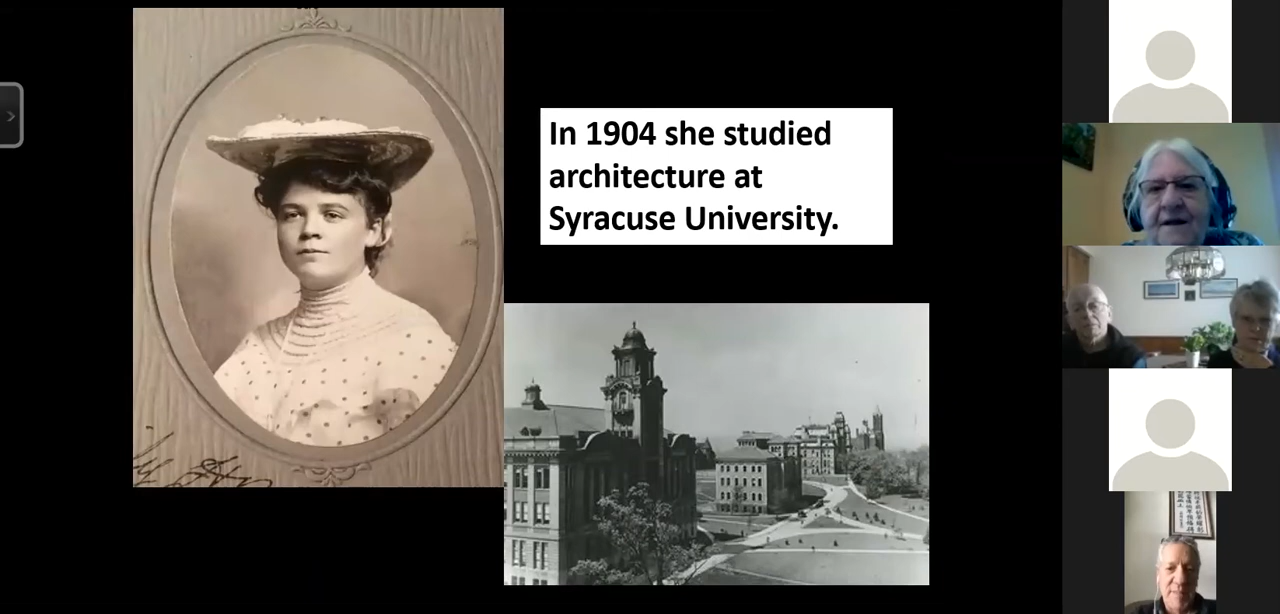 In 1904 she studied
architecture at
Syracuse University.